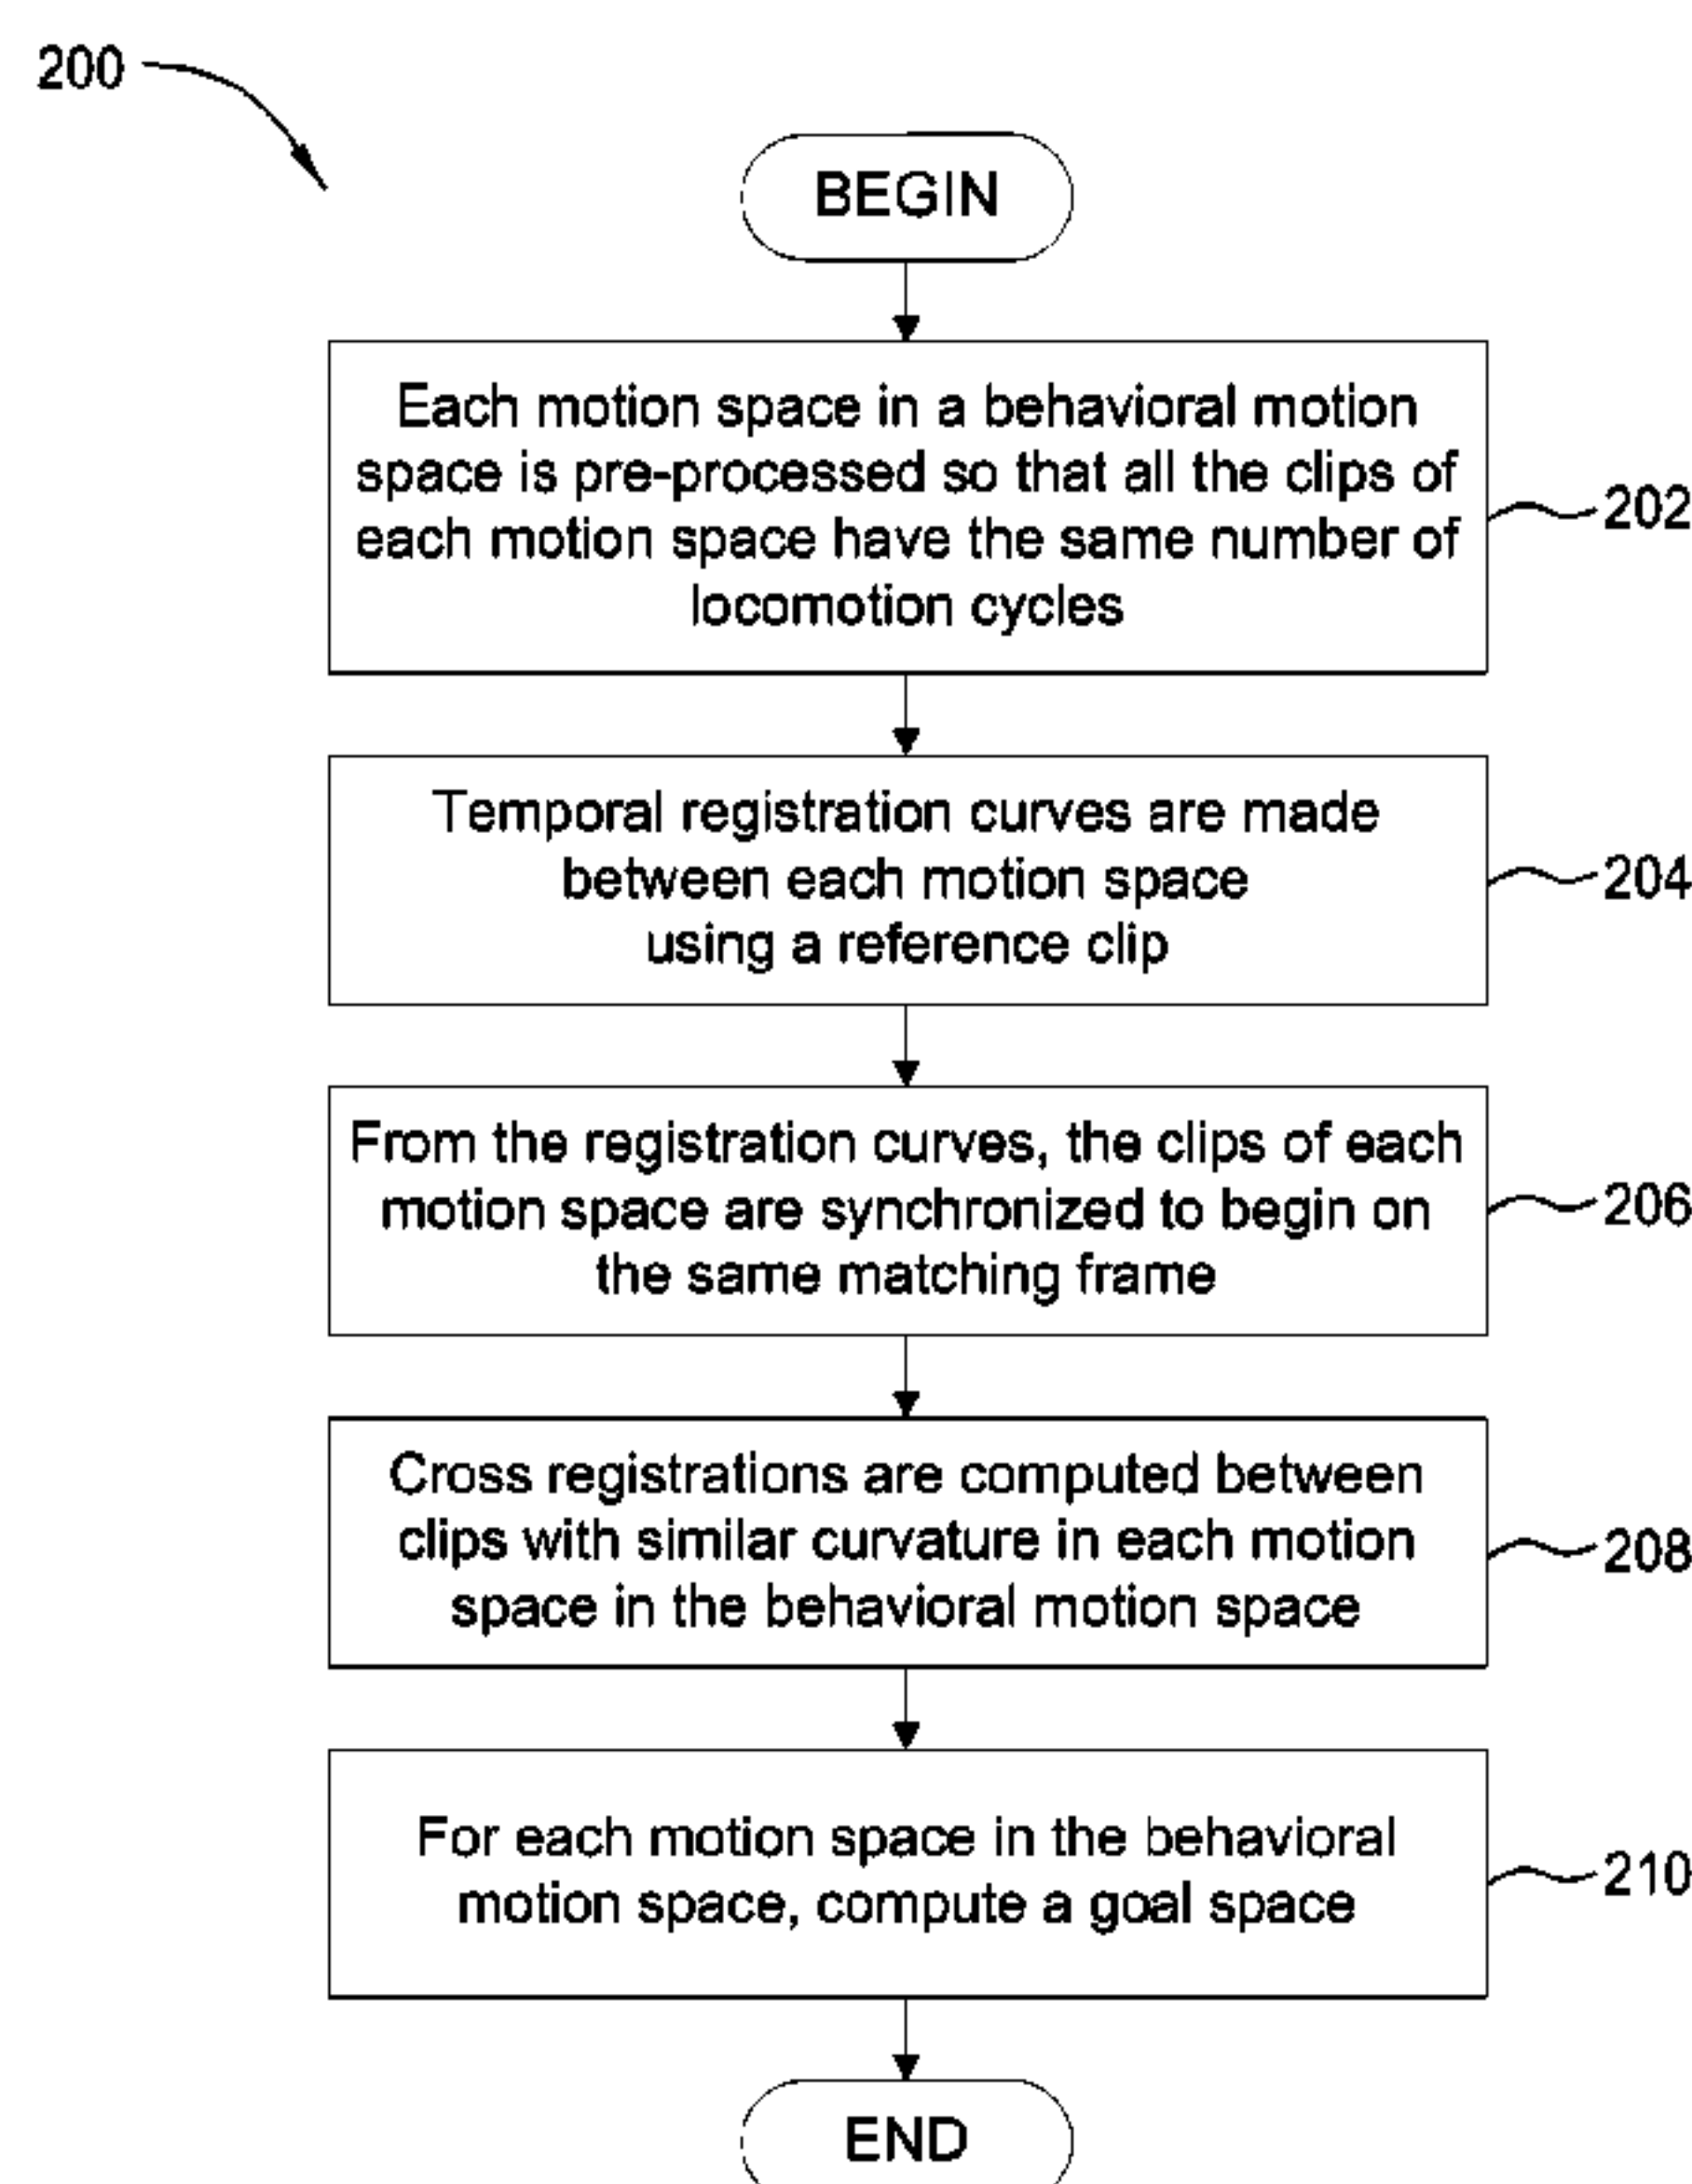 200
BEGIN
Each motion space in a behavioral motion
space is pre-processed so that all the clips of
each motion space have the same number of
locomotion cycles
202
Temporal registration curves are made
between each motion space
using a reference clip
204
From the registration curves, the clips of each
motion space are synchronized to begin on
the same matching frame
206
Cross registrations are computed between
clips with similar curvature in each motion
space in the behavioral motion space
208
For each motion space in the behavioral
motion space, compute a goal space
210
END